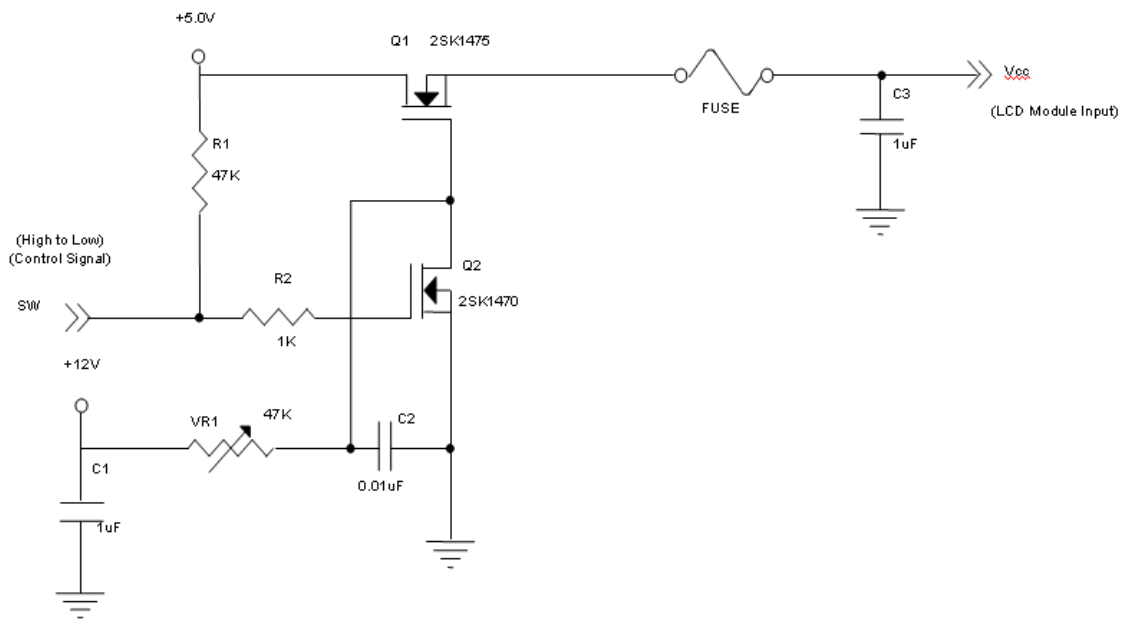 +5.0V
Q1 2SK1475
Vcc
C3
FUSE
(LCD Module Input)
R1
1uF
47K
(High to Low)
(Control Signal)
Q2
R2
SW
2SK1470
1K
+12V
47K
VR1
C2
C1
0.01uF
1uF